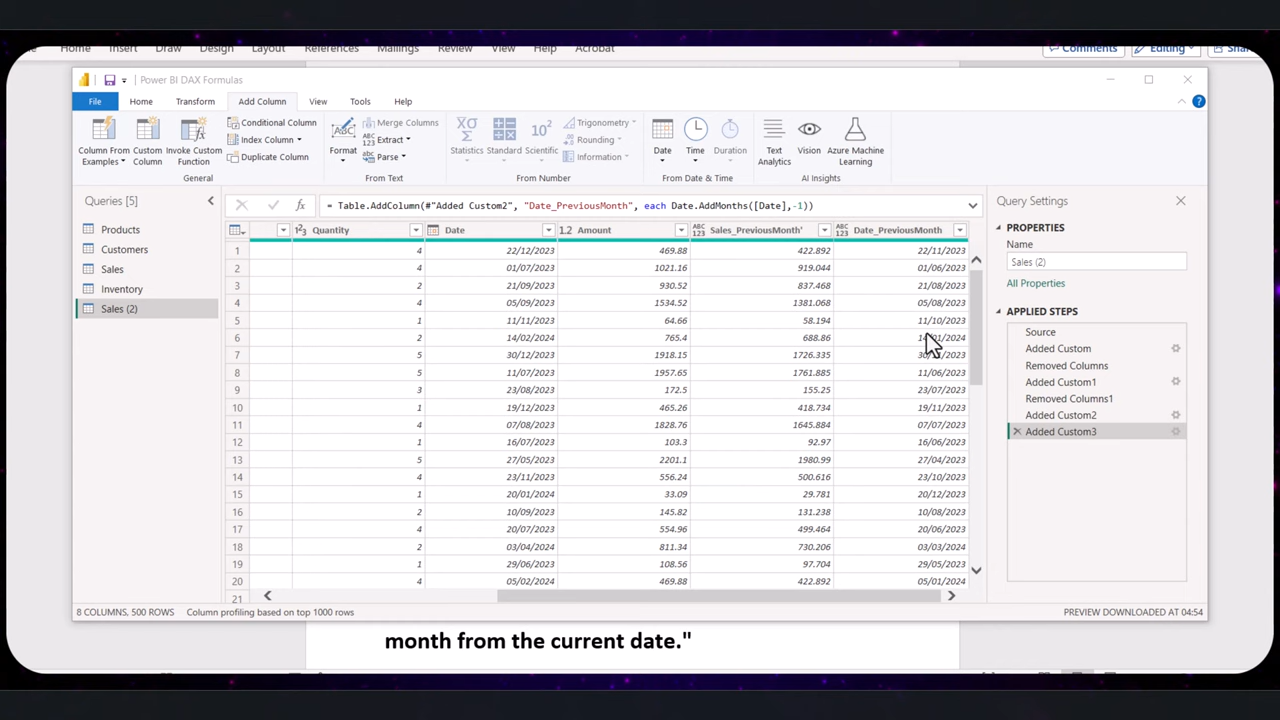 Home Insert Draw Design Layout References Mailings Review View Help Acrobat Comments Editing
Power BI DAX Formulas
File Home Transform Add Column View Tools Help
Column From Examples
Custom Column
Invoke Custom Function
Conditional Column
Index Column
Duplicate Column
General
Format
Merge Columns
ABC 123 Extract
abc Parse
From Text
XΣ σ Statistics
Standard
10² Scientific
Trigonometry
Rounding
Information
From Number
Date
Time
Duration
From Date & Time
Text Analytics
Vision
Azure Machine Learning
AI Insights
Queries [5]
Products
Customers
Sales
Inventory
Sales (2)
fx = Table.AddColumn(#"Added Custom2", "Date_PreviousMonth", each Date.AddMonths([Date],-1))
1²3 Quantity Date 1.2 Amount ABC 123 Sales_PreviousMonth' ABC 123 Date_PreviousMonth
1 4 22/12/2023 469.88 422.892 22/11/2023
2 4 01/07/2023 1021.16 919.044 01/06/2023
3 2 21/09/2023 930.52 837.468 21/08/2023
4 4 05/09/2023 1534.52 1381.068 05/08/2023
5 1 11/11/2023 64.66 58.194 11/10/2023
6 2 14/02/2024 765.4 688.86 /2024
7 5 30/12/2023 1918.15 1726.335 /2023
8 5 11/07/2023 1957.65 1761.885 11/06/2023
9 3 23/08/2023 172.5 155.25 23/07/2023
10 1 19/12/2023 465.26 418.734 19/11/2023
11 4 07/08/2023 1828.76 1645.884 07/07/2023
12 1 16/07/2023 103.3 92.97 16/06/2023
13 5 27/05/2023 2201.1 1980.99 27/04/2023
14 4 23/11/2023 556.24 500.616 23/10/2023
15 1 20/01/2024 33.09 29.781 20/12/2023
16 2 10/09/2023 145.82 131.238 10/08/2023
17 4 20/07/2023 554.96 499.464 20/06/2023
18 2 03/04/2024 811.34 730.206 03/03/2024
19 1 29/06/2023 108.56 97.704 29/05/2023
20 4 05/02/2024 469.88 422.892 05/01/2024
21
Query Settings
PROPERTIES
Name
Sales (2)
All Properties
APPLIED STEPS
Source
Added Custom
Removed Columns
Added Custom1
Removed Columns1
Added Custom2
Added Custom3
8 COLUMNS, 500 ROWS Column profiling based on top 1000 rows PREVIEW DOWNLOADED AT 04:54
month from the current date."